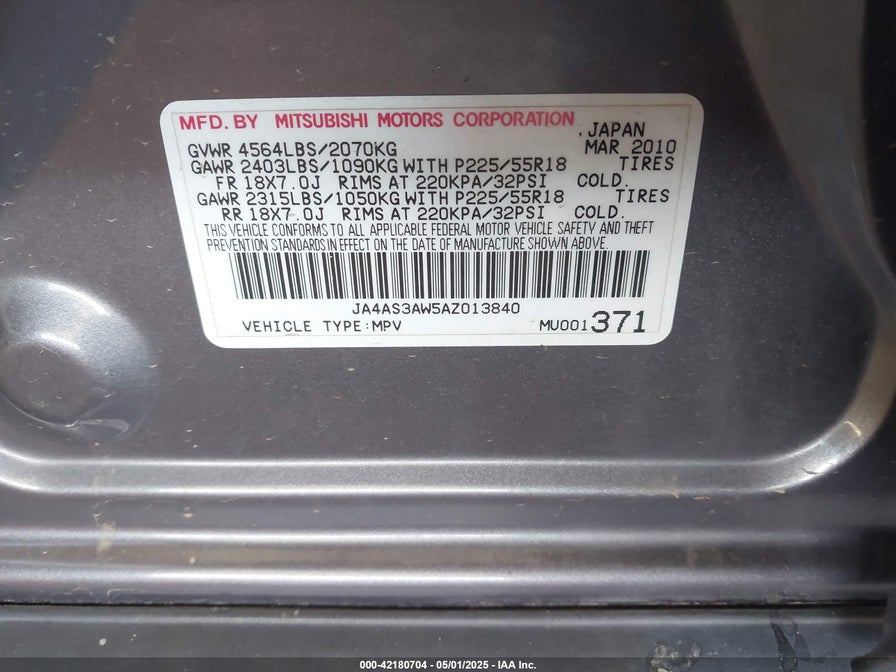 MFD. BY MITSUBISHI MOTORS CORPORATION, JAPAN
GVWR 4564LBS/2070KG MAR 2010
GAWR 2403LBS/1090KG WITH P225/55R18 TIRES
FR 18X7.0J RIMS AT 220KPA/32PSI COLD.
GAWR 2315LBS/1050KG WITH P225/55R18 TIRES
RR 18X7.0J RIMS AT 220KPA/32PSI COLD.
THIS VEHICLE CONFORMS TO ALL APPLICABLE FEDERAL MOTOR VEHICLE SAFETY AND THEFT
PREVENTION STANDARDS IN EFFECT ON THE DATE OF MANUFACTURE SHOWN ABOVE.
JA4AS3AW5AZ013840
VEHICLE TYPE:MPV MU001371
000-42180704 / 05/01/2025 - IAA Inc.